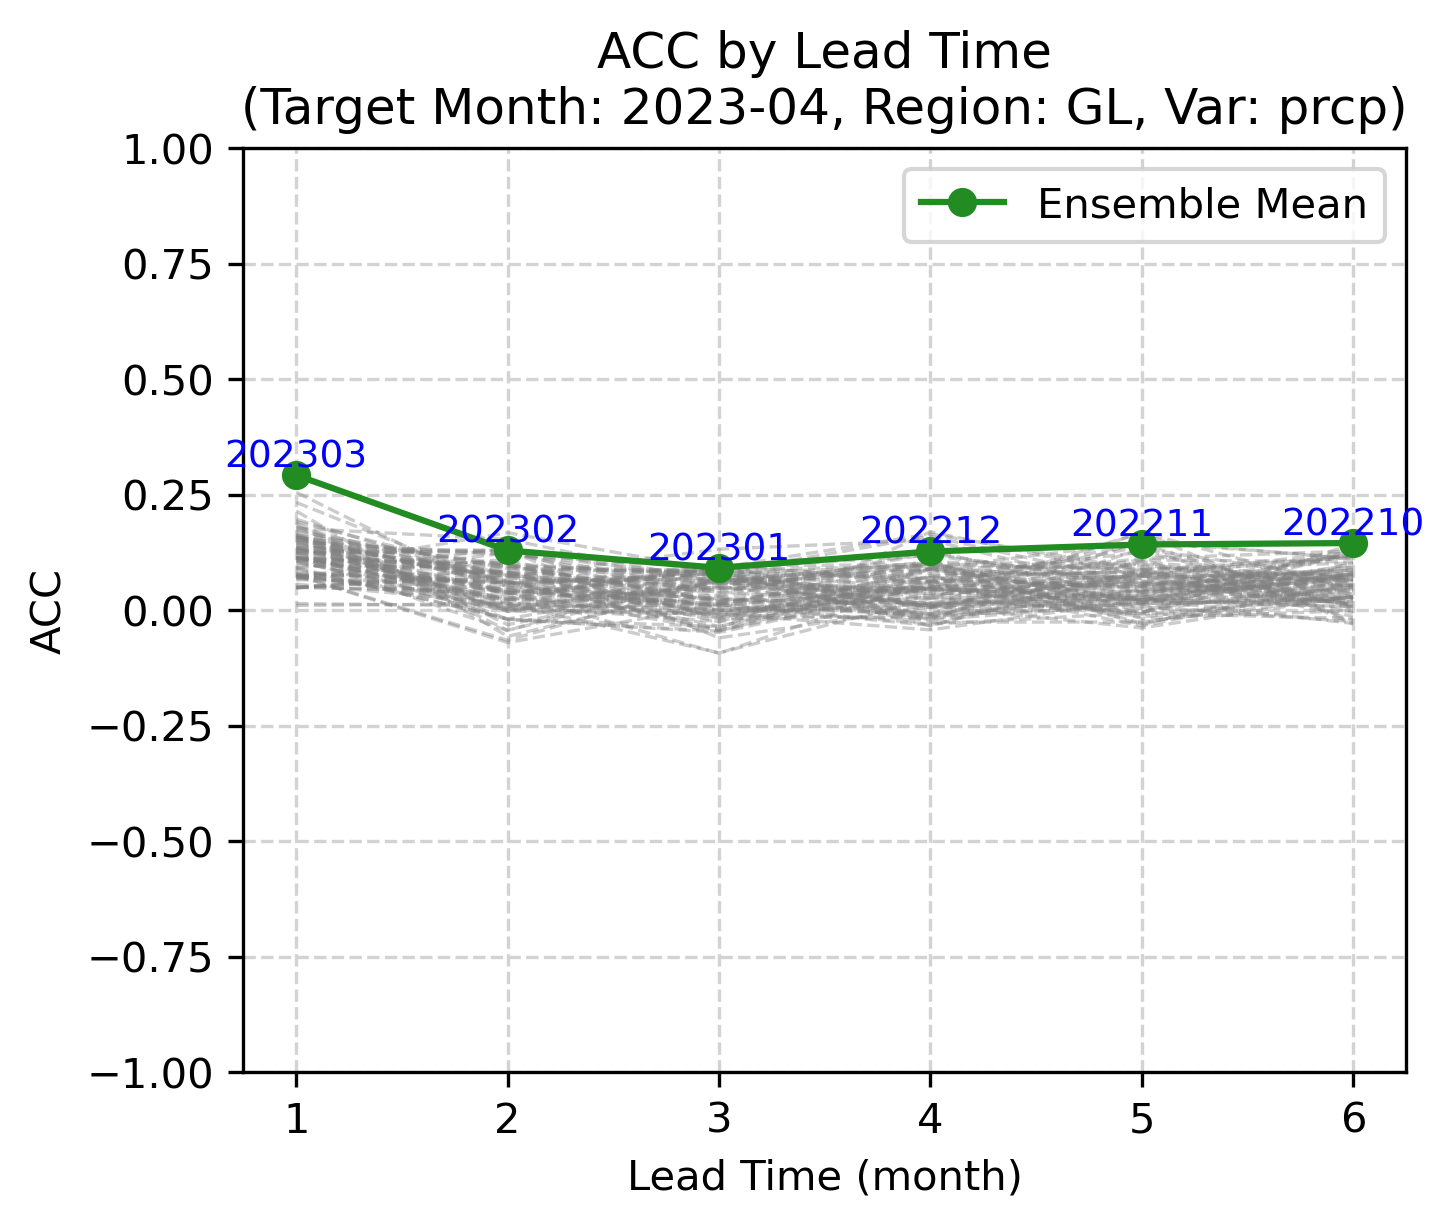 ACC by Lead Time
(Target Month: 2023-04, Region: GL, Var: prcp)
1.00
Ensemble Mean
0.75
0.50
202303
0.25
202302
202301
202212
202211
202210
0.00
ACC
−0.25
−0.50
−0.75
−1.00
1 2 3 4 5 6
Lead Time (month)